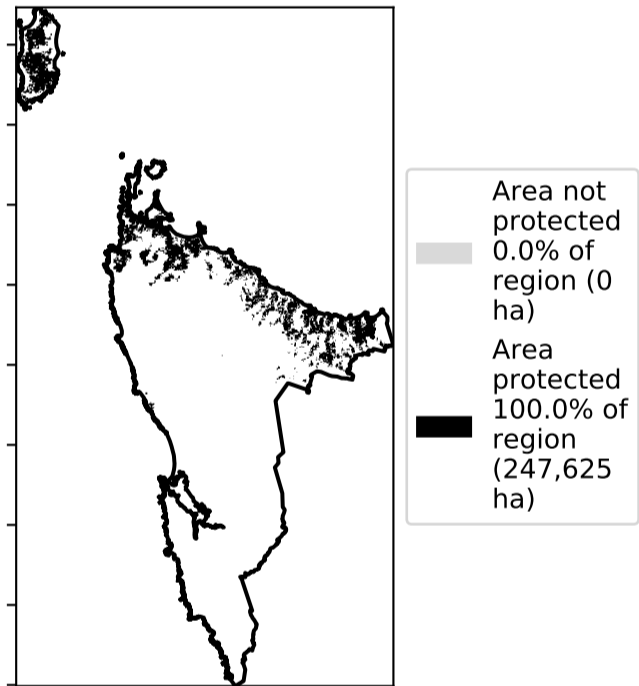 Area not
protected
0.0% of
region (0
ha)
Area
protected
100.0% of
region
(247,625
ha)